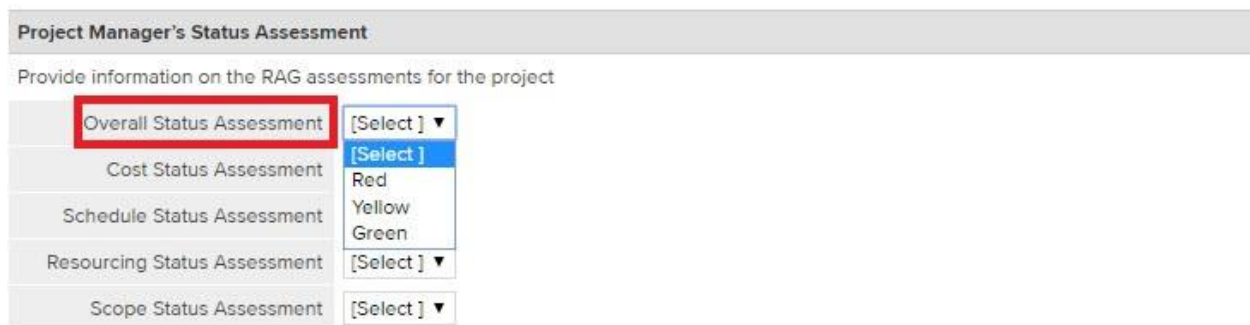 Project Manager's Status Assessment
Provide information on the RAG assessments for the project
Overall Status Assessment [Select ] ▼
[Select ]
Cost Status Assessment
Red
Yellow
Schedule Status Assessment
Green
Resourcing Status Assessment [Select ] ▼
Scope Status Assessment [Select ] ▼